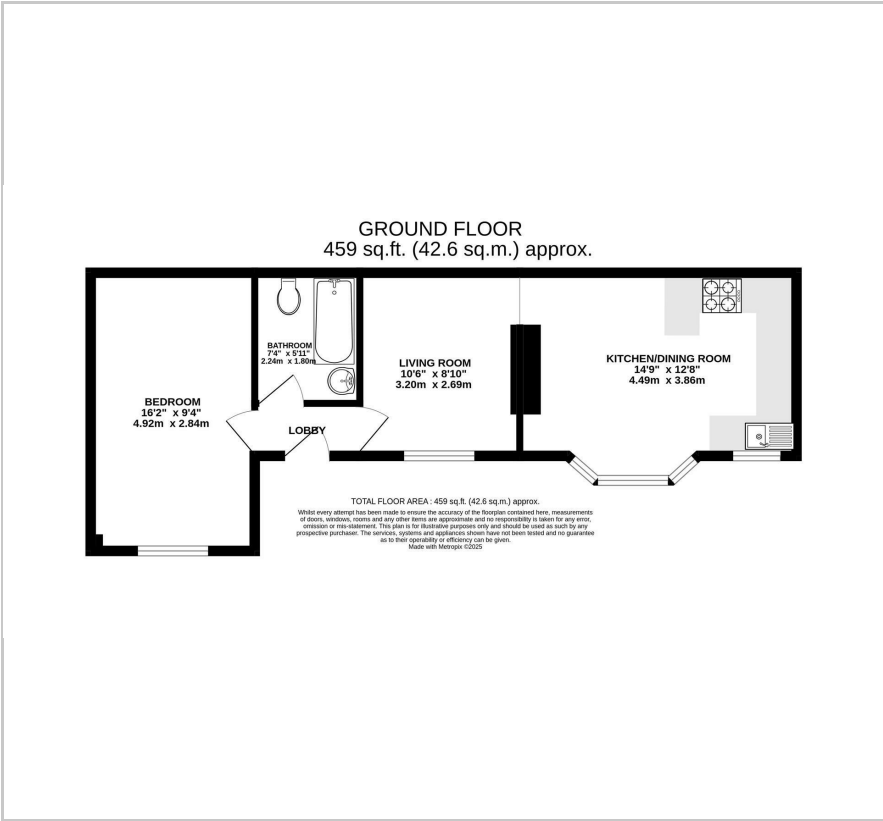 GROUND FLOOR
459 sq.ft. (42.6 sq.m.) approx.
BATHROOM
7'4" x 5'11"
2.24m x 1.80m
LIVING ROOM
10'6" x 8'10"
3.20m x 2.69m
KITCHEN/DINING ROOM
14'9" x 12'8"
4.49m x 3.86m
BEDROOM
16'2" x 9'4"
4.92m x 2.84m
LOBBY
TOTAL FLOOR AREA : 459 sq.ft. (42.6 sq.m.) approx.
Whilst every attempt has been made to ensure the accuracy of the floorplan contained here, measurements
of doors, windows, rooms and any other items are approximate and no responsibility is taken for any error,
omission or mis-statement. This plan is for illustrative purposes only and should be used as such by any
prospective purchaser. The services, systems and appliances shown have not been tested and no guarantee
as to their operability or efficiency can be given.
Made with Metropix ©2025